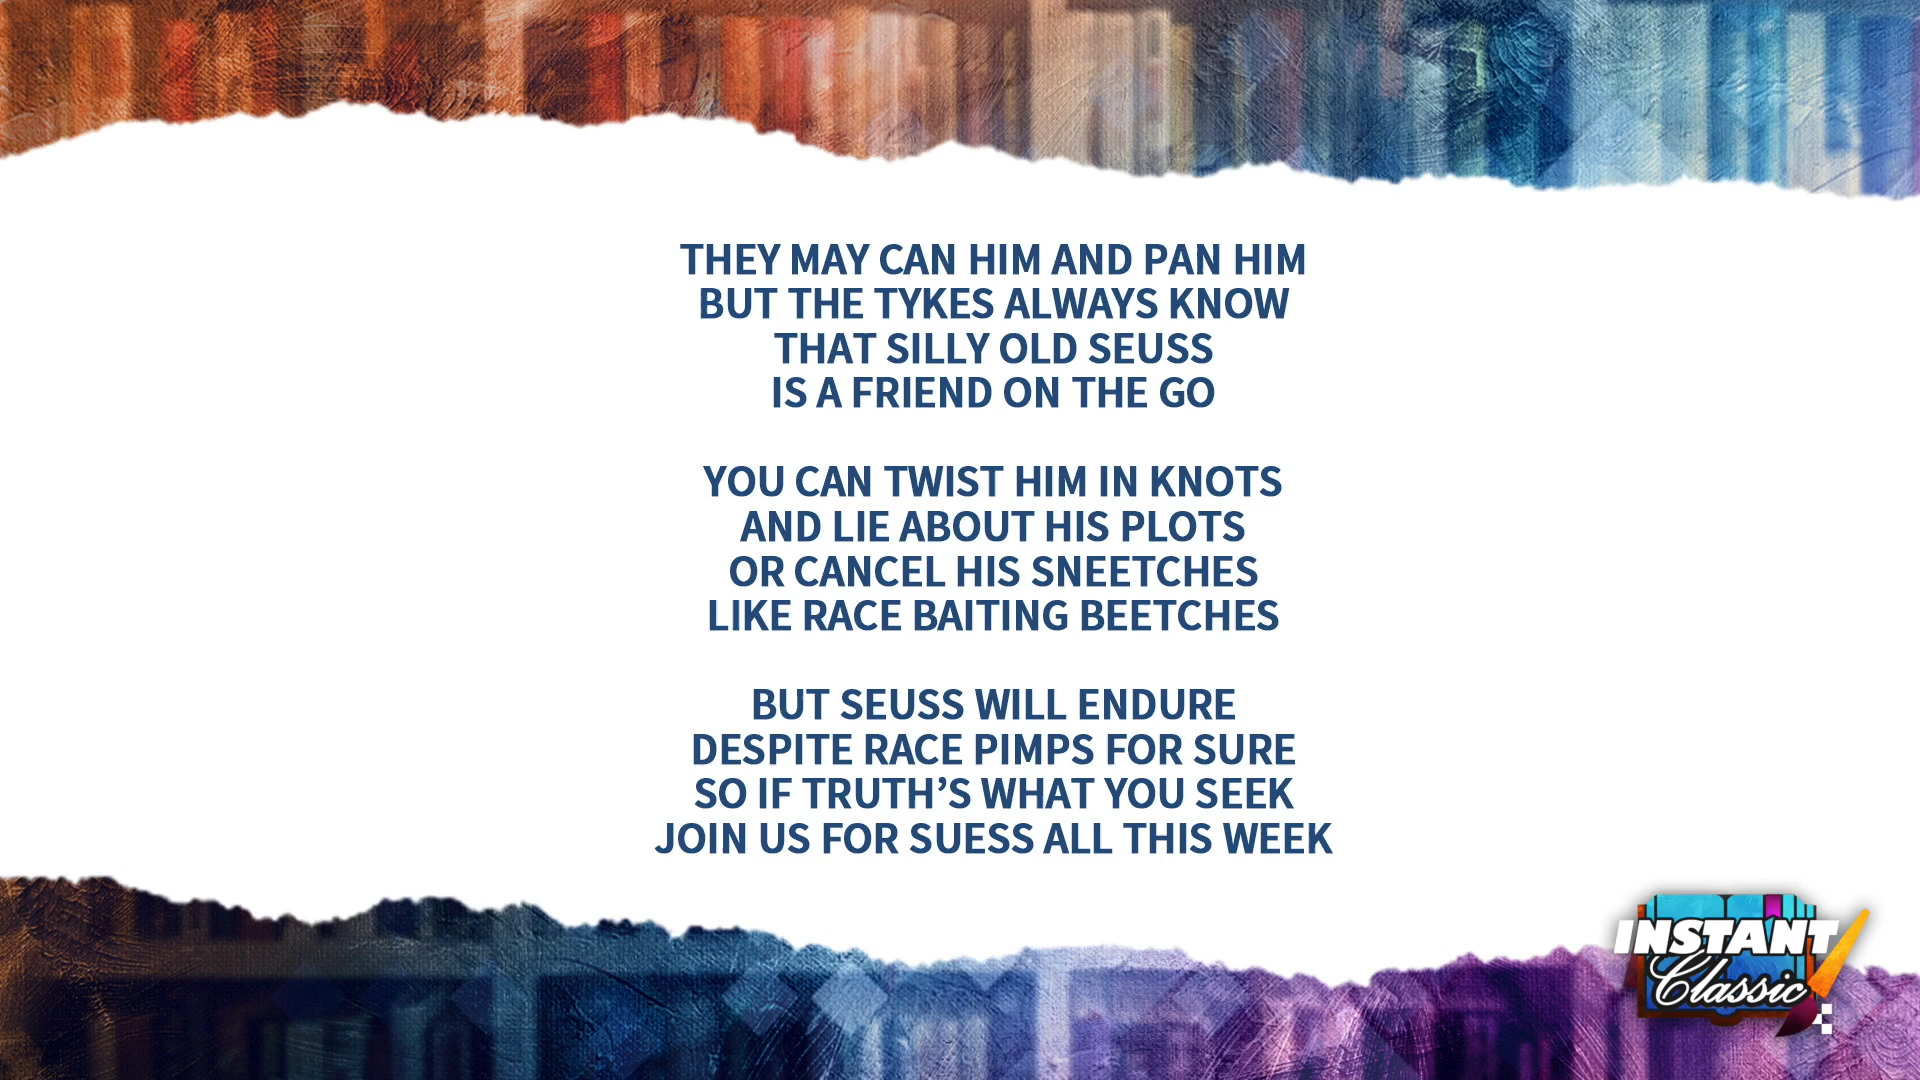 THEY MAY CAN HIM AND PAN HIM
BUT THE TYKES ALWAYS KNOW
THAT SILLY OLD SEUSS
IS A FRIEND ON THE GO
YOU CAN TWIST HIM IN KNOTS
AND LIE ABOUT HIS PLOTS
OR CANCEL HIS SNEETCHES
LIKE RACE BAITING BEETCHES
BUT SEUSS WILL ENDURE
DESPITE RACE PIMPS FOR SURE
SO IF TRUTH’S WHAT YOU SEEK
JOIN US FOR SUESS ALL THIS WEEK
INSTANT
Classic